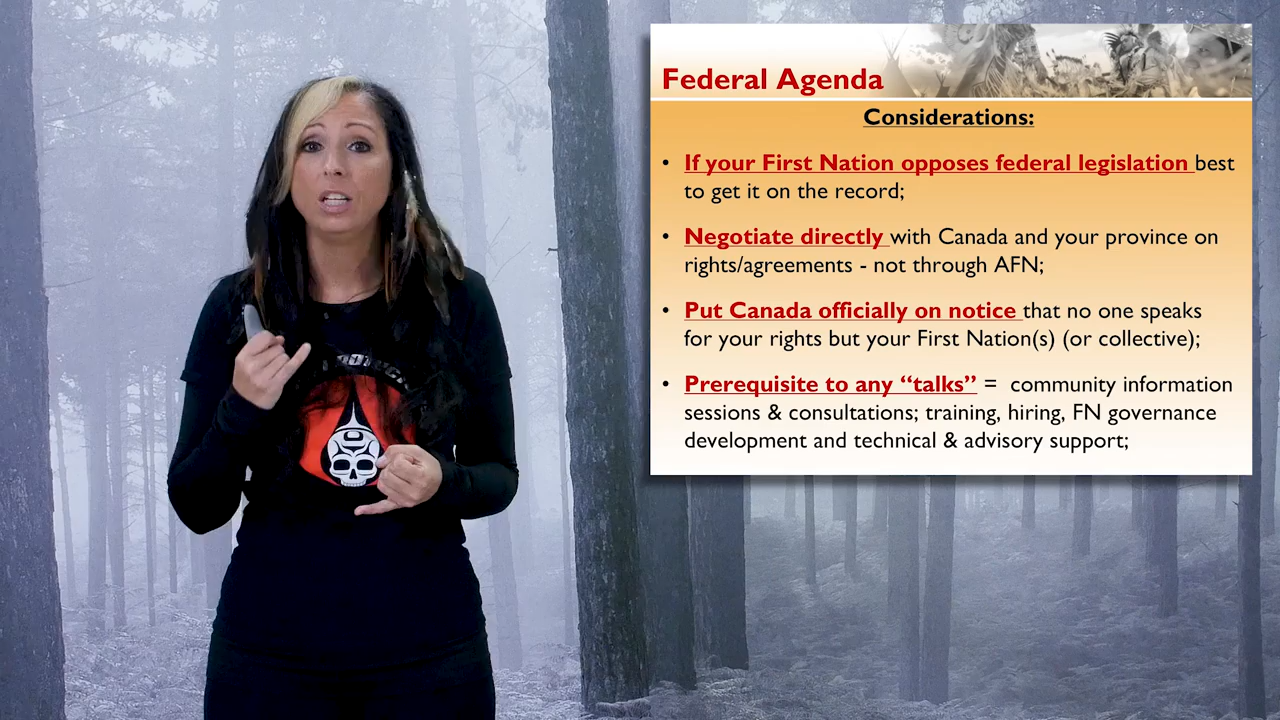 Federal Agenda
Considerations:
• If your First Nation opposes federal legislation best
to get it on the record;
• Negotiate directly with Canada and your province on
rights/agreements - not through AFN;
• Put Canada officially on notice that no one speaks
for your rights but your First Nation(s) (or collective);
• Prerequisite to any “talks” = community information
sessions & consultations; training, hiring, FN governance
development and technical & advisory support;